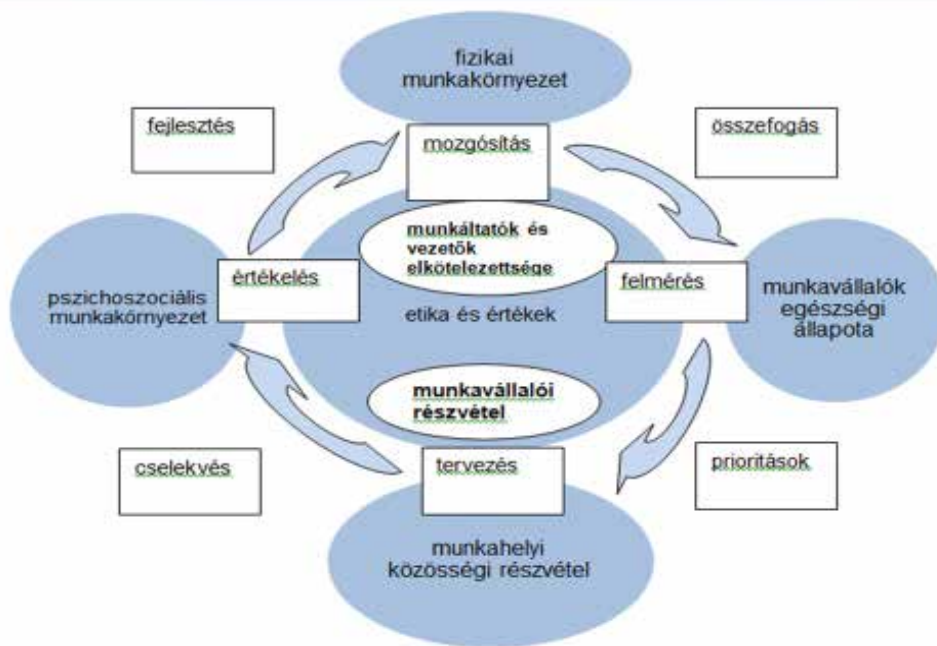 fizikai
munkakörnyezet
fejlesztés
összefogás
mozgósítás
munkáltatók és
vezetők
elkötelezettsége
értékelés
felmérés
pszichoszociális
munkakörnyezet
etika és értékek
munkavállalók
egészségi
állapota
munkavállalói
részvétel
cselekvés
tervezés
prioritások
munkahelyi
közösségi részvétel